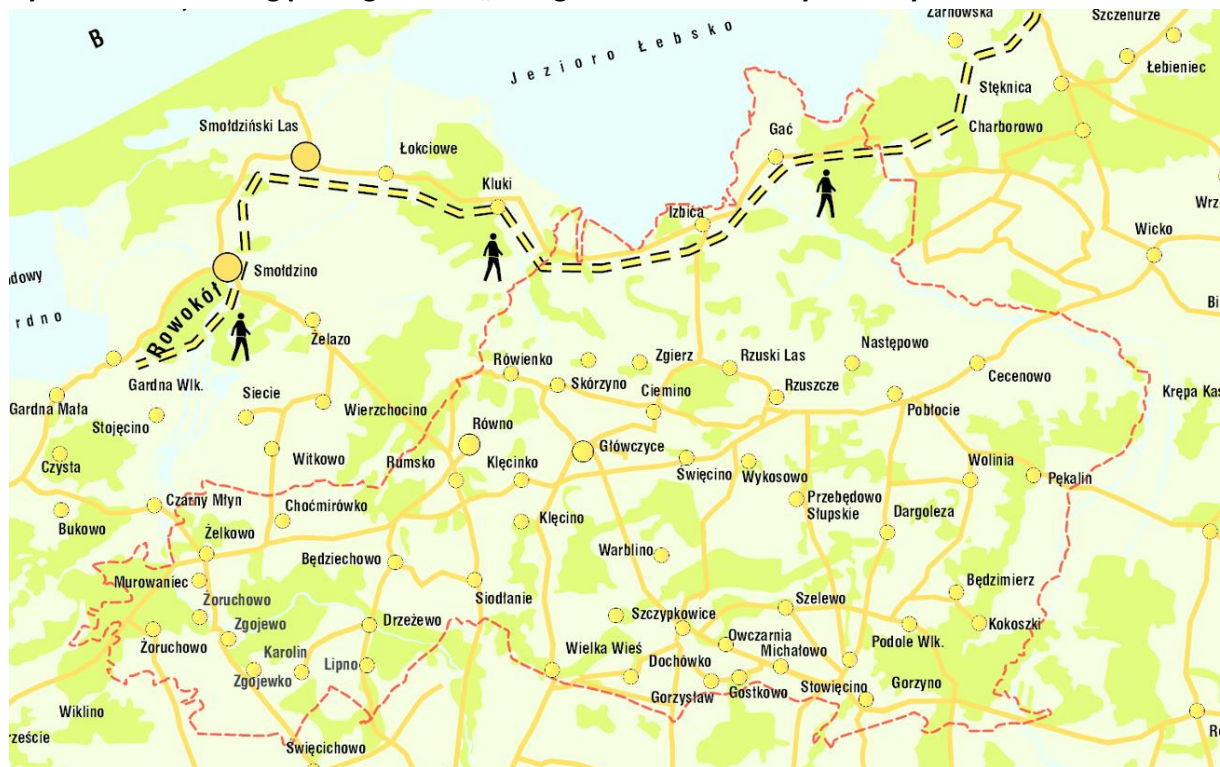 B
Jezioro Łebsko
Szczenurze
Łebieniec
Stęknica
Charborowo
Smołdziński Las
Łokciowe
Kluki
Gać
Izbica
Wicko
Smołdzino
Rowokół
Żelazo
Gardna Wlk.
Gardna Mała
Stojęcino
Siecie
Wierzchocino
Rówienko
Skórzyno
Zgierz
Ciemino
Rzuski Las
Rzuszcze
Następowo
Pobłocie
Cecenowo
Czysta
Bukowo
Czarny Młyn
Witkowo
Rumsko
Równo
Klęcinko
Główczyce
Święcino
Wykosowo
Przebędowo
Słupskie
Wolinia
Pękalin
Dargoleza
Choćmirówko
Żelkowo
Klęcino
Warblino
Będziechowo
Siodłanie
Murowaniec
Żoruchowo
Zgojewo
Żoruchowo
Karolin
Zgojewko
Drzeżewo
Lipno
Szczypkowice
Szelewo
Będzimierz
Kokoszki
Owczarnia
Michałowo
Podole Wlk.
Wielka Wieś
Dochówko
Gorzysław
Gostkowo
Stowięcino
Gorzyno
Wiklino
Święcichowo